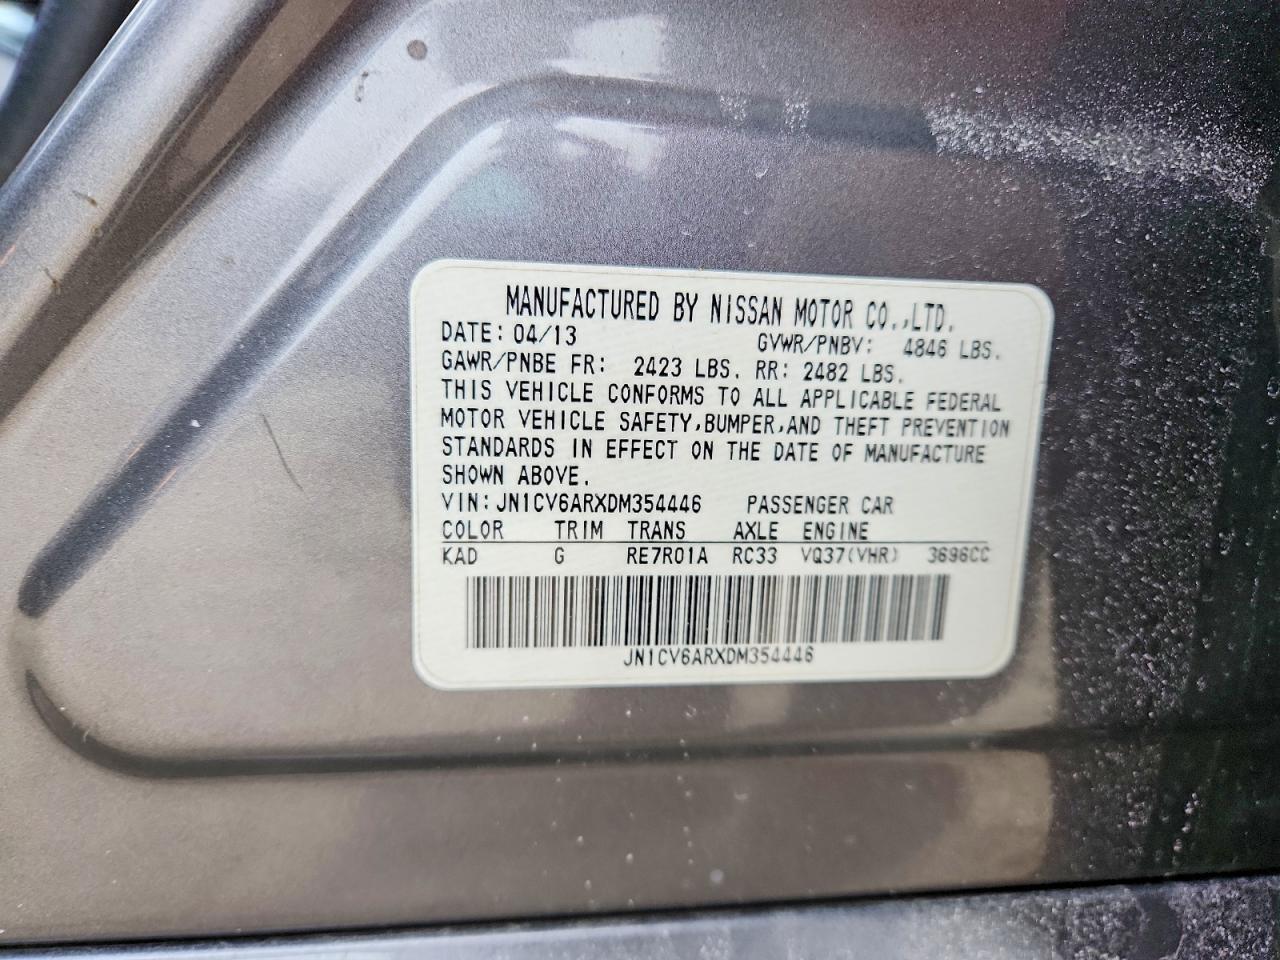 MANUFACTURED BY NISSAN MOTOR CO.,LTD.
DATE: 04/13 GVWR/PNBV: 4846 LBS.
GAWR/PNBE FR: 2423 LBS. RR: 2482 LBS.
THIS VEHICLE CONFORMS TO ALL APPLICABLE FEDERAL
MOTOR VEHICLE SAFETY,BUMPER,AND THEFT PREVENTION
STANDARDS IN EFFECT ON THE DATE OF MANUFACTURE
SHOWN ABOVE.
VIN:JN1CV6ARXDM354446 PASSENGER CAR
COLOR TRIM TRANS AXLE ENGINE
KAD G RE7R01A RC33 VQ37(VHR) 3696CC
JN1CV6ARXDM354446